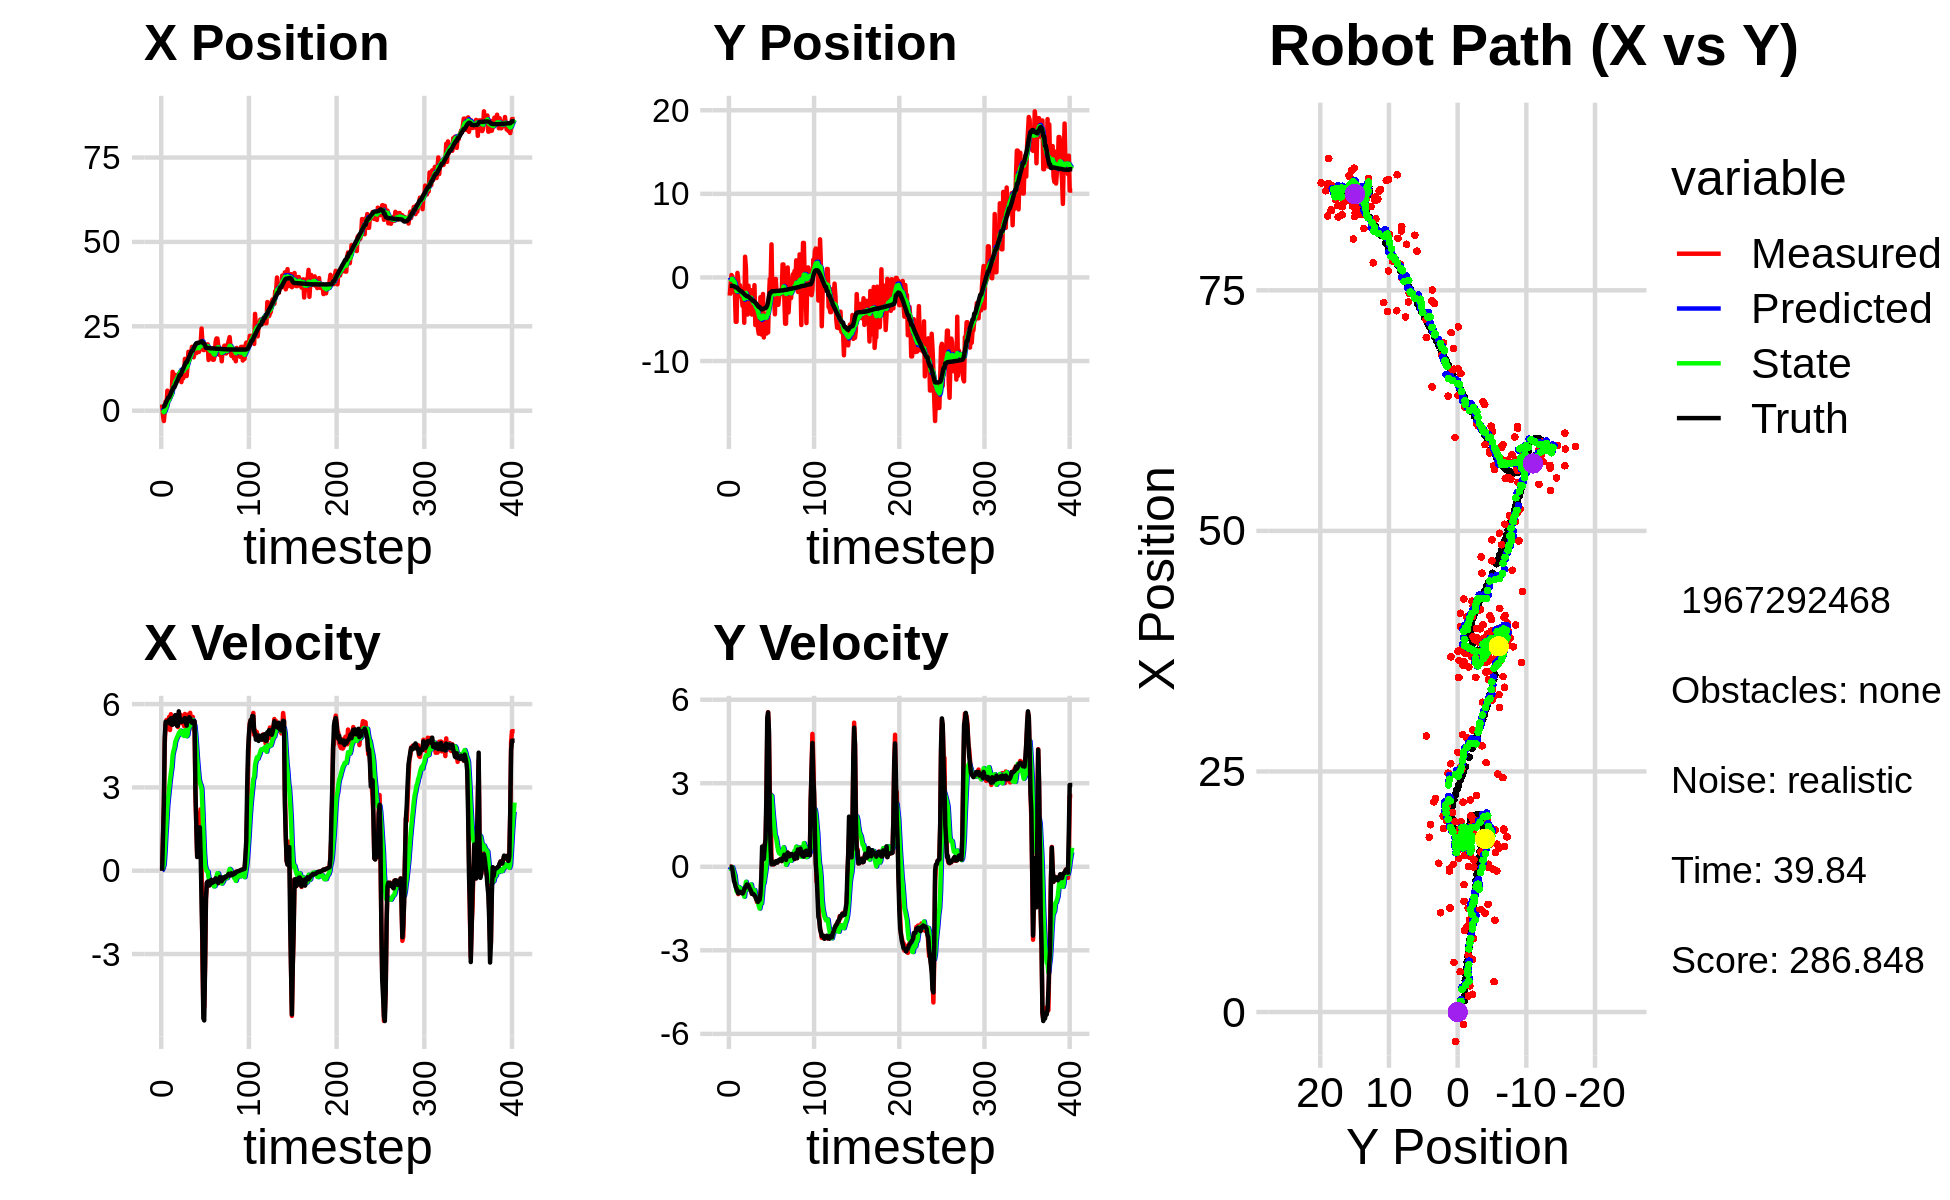 X Position
75
50
25
0
0
100
200
300
400
timestep
Y Position
20
10
0
-10
0
100
200
300
400
timestep
X Velocity
6
3
0
-3
0
100
200
300
400
timestep
Y Velocity
6
3
0
-3
-6
0
100
200
300
400
timestep
Robot Path (X vs Y)
X Position
75
50
25
0
20
10
0
-10
-20
Y Position
variable
Measured
Predicted
State
Truth
1967292468
Obstacles: none
Noise: realistic
Time: 39.84
Score: 286.848